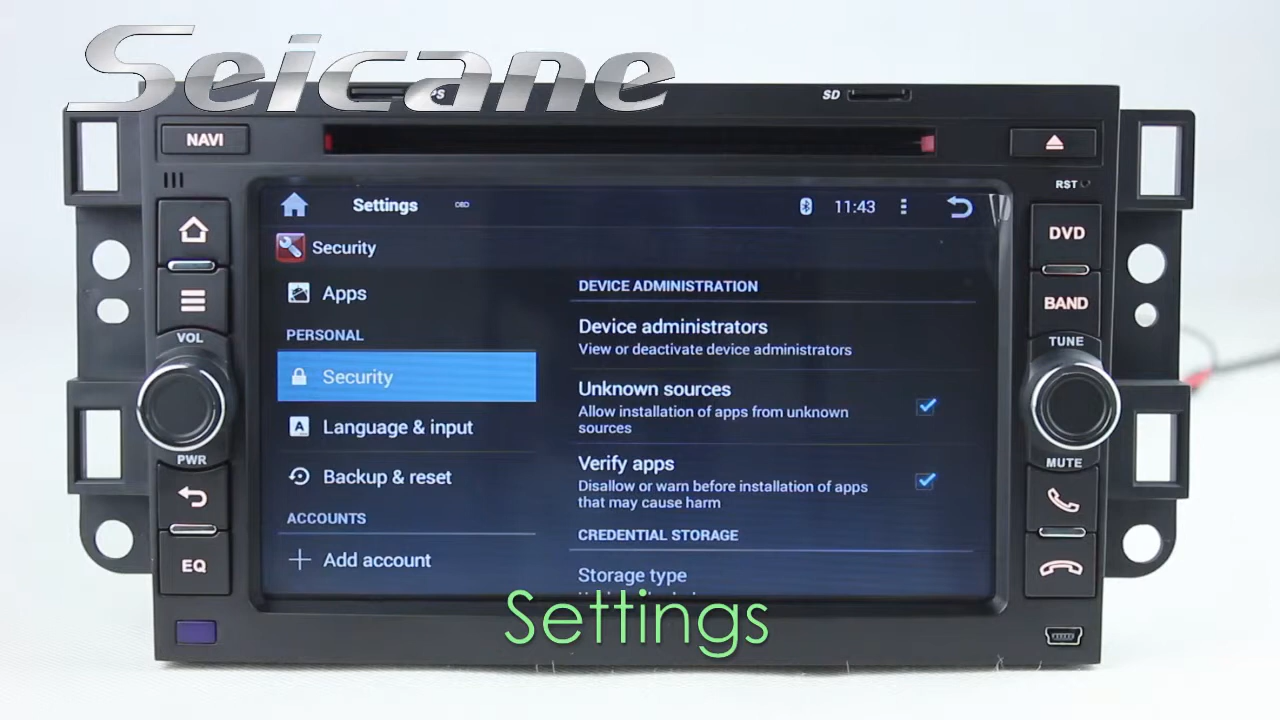 Seicane
SD
NAVI
RST
Settings
11:43
Security
DVD
Apps
DEVICE ADMINISTRATION
PERSONAL
Device administrators
View or deactivate device administrators
BAND
VOL
TUNE
Security
Unknown sources
Allow installation of apps from unknown
sources
Language & input
Verify apps
Disallow or warn before installation of apps
that may cause harm
PWR
MUTE
Backup & reset
ACCOUNTS
CREDENTIAL STORAGE
Add account
Storage type
EQ
Settings